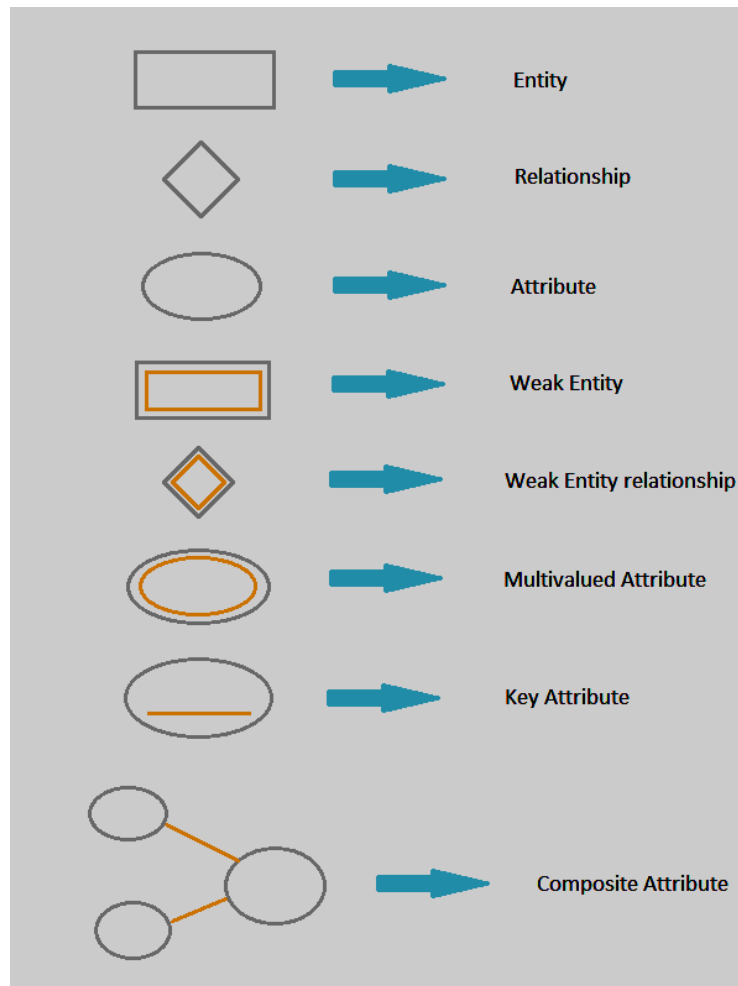 Entity
Relationship
Attribute
Weak Entity
Weak Entity relationship
Multivalued Attribute
Key Attribute
Composite Attribute